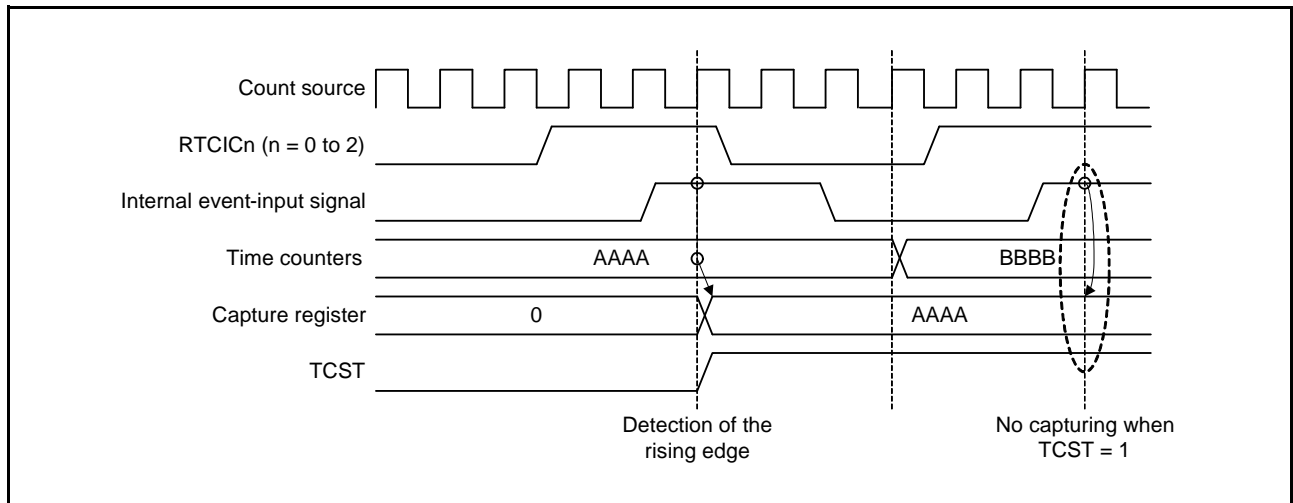 Count source
RTCICn (n = 0 to 2)
Internal event-input signal
Time counters
AAAA
BBBB
Capture register
0
AAAA
TCST
Detection of the
rising edge
No capturing when
TCST = 1